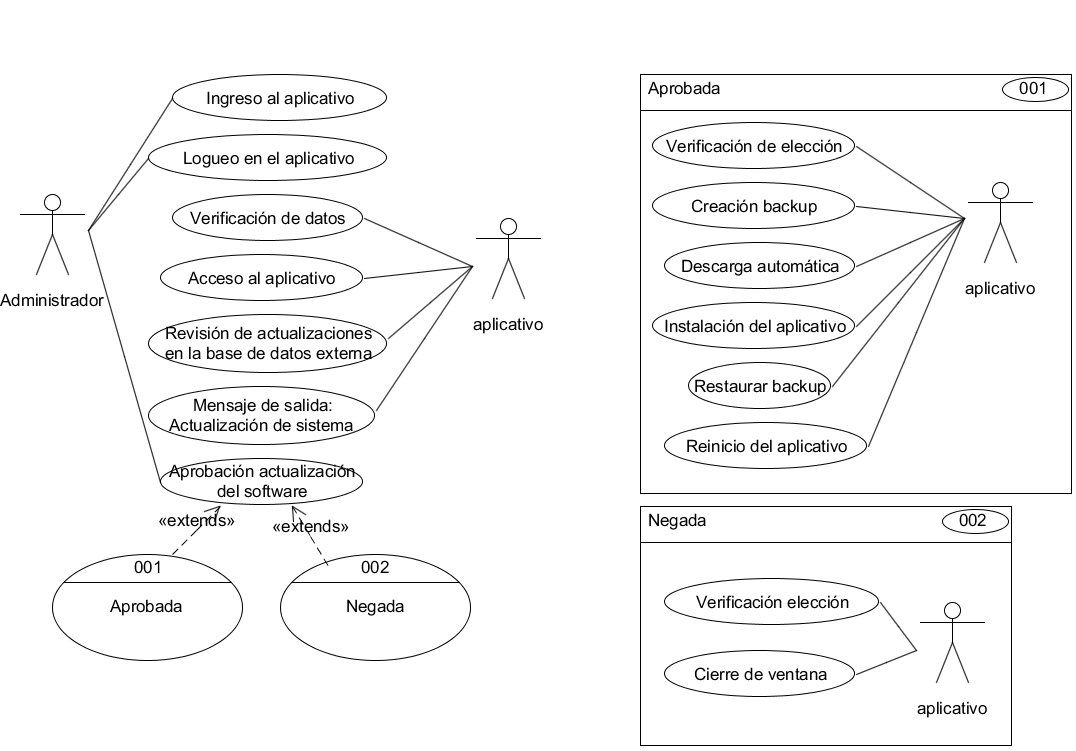 Ingreso al aplicativo
Logueo en el aplicativo
Verificación de datos
Acceso al aplicativo
Administrador
aplicativo
Revisión de actualizaciones
en la base de datos externa
Mensaje de salida:
Actualización de sistema
Aprobación actualización
del software
«extends»
«extends»
001
Aprobada
002
Negada
Aprobada
001
Verificación de elección
Creación backup
Descarga automática
aplicativo
Instalación del aplicativo
Restaurar backup
Reinicio del aplicativo
Negada
002
Verificación elección
Cierre de ventana
aplicativo